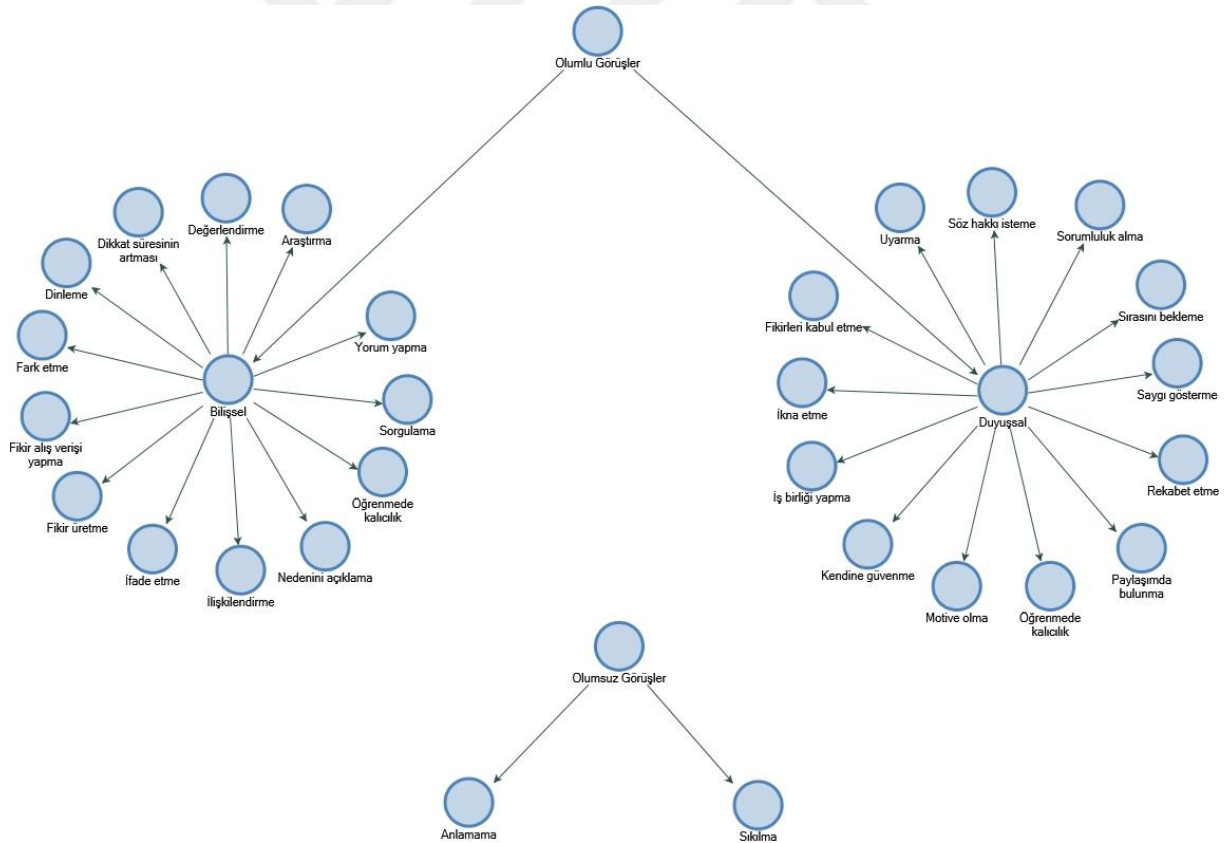 Olumlu Görüşler
Değerlendirme
Araştırma
Dikkat süresinin
artması
Dinleme
Fark etme
Yorum yapma
Bilişsel
Sorgulama
Fikir alış verişi
yapma
Öğrenmede
kalıcılık
Fikir üretme
İfade etme
İlişkilendirme
Nedenini açıklama
Söz hakkı isteme
Uyarma
Sorumluluk alma
Fikirleri kabul etme
Sırasını bekleme
Saygı gösterme
İkna etme
Duyuşsal
İş birliği yapma
Rekabet etme
Kendine güvenme
Paylaşımda
bulunma
Motive olma
Öğrenmede
kalıcılık
Olumsuz Görüşler
Anlamama
Sıkılma